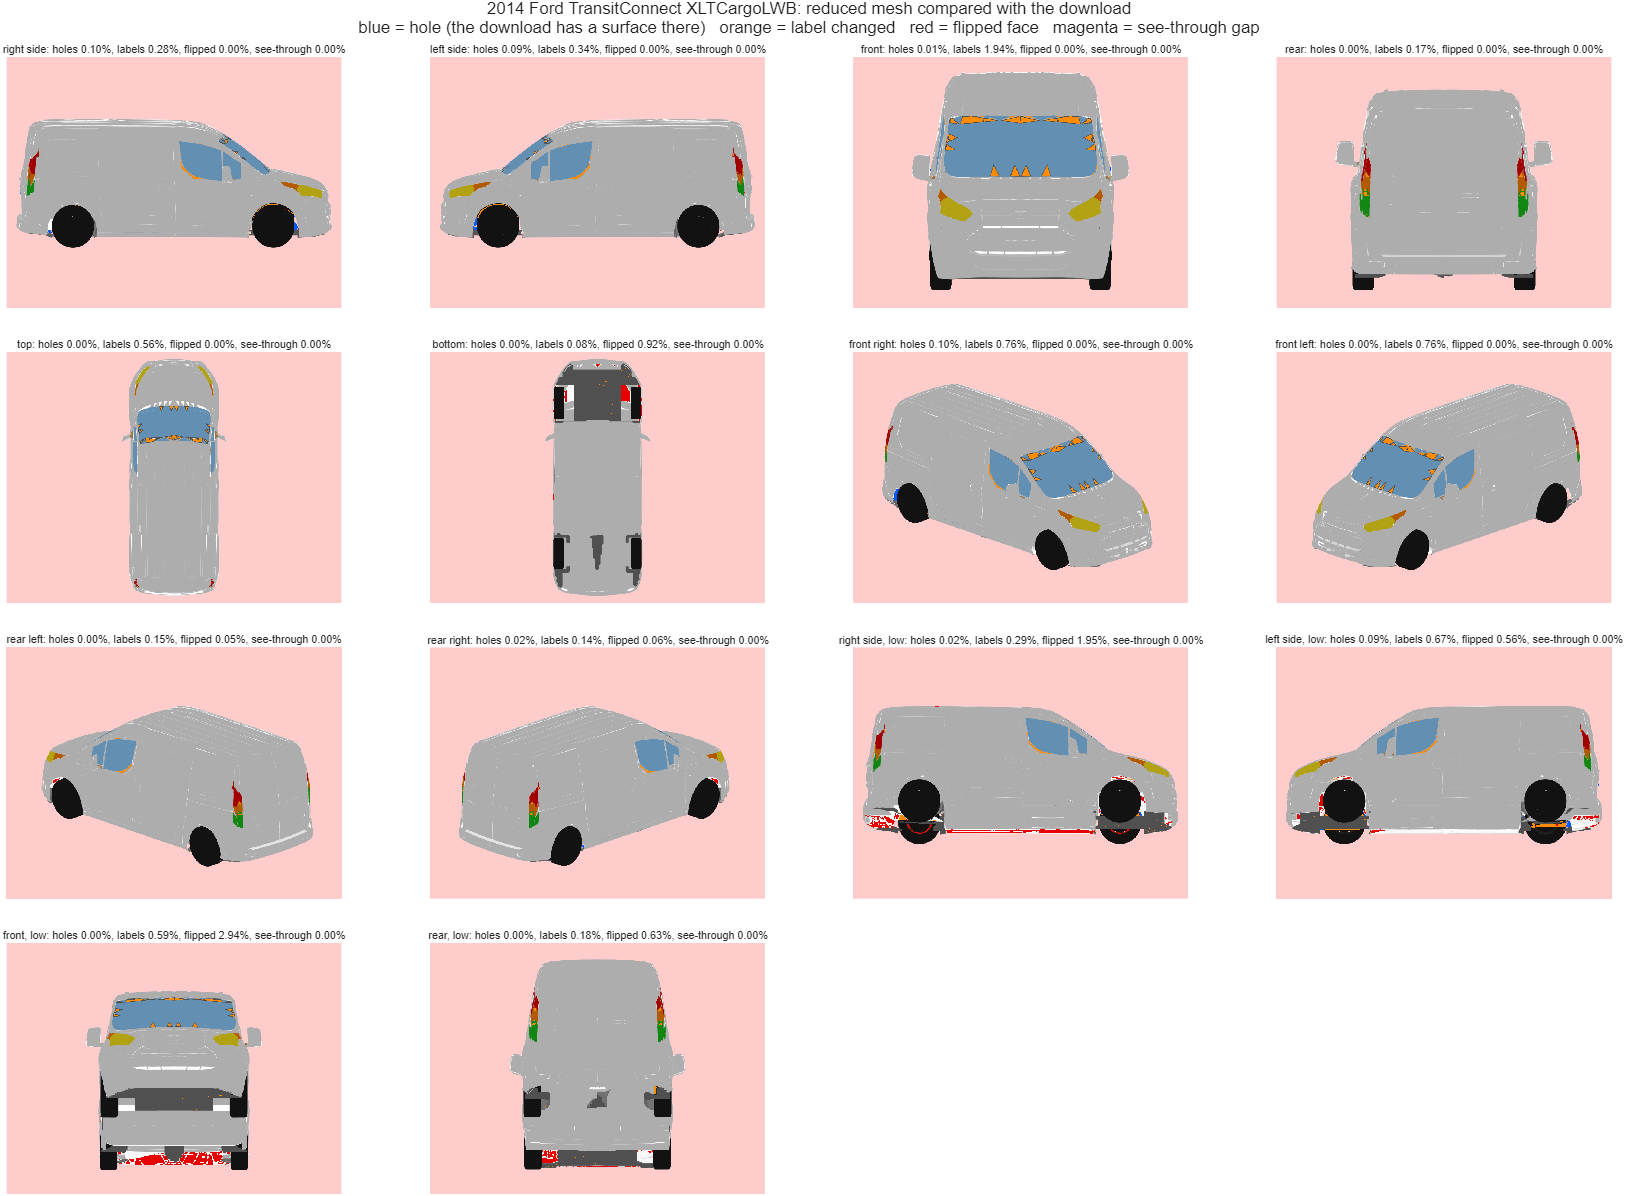 2014 Ford TransitConnect XLTCargoLWB: reduced mesh compared with the download
blue = hole (the download has a surface there)   orange = label changed   red = flipped face   magenta = see-through gap
right side: holes 0.10%, labels 0.28%, flipped 0.00%, see-through 0.00%
left side: holes 0.09%, labels 0.34%, flipped 0.00%, see-through 0.00%
front: holes 0.01%, labels 1.94%, flipped 0.00%, see-through 0.00%
rear: holes 0.00%, labels 0.17%, flipped 0.00%, see-through 0.00%
top: holes 0.00%, labels 0.56%, flipped 0.00%, see-through 0.00%
bottom: holes 0.00%, labels 0.08%, flipped 0.92%, see-through 0.00%
front right: holes 0.10%, labels 0.76%, flipped 0.00%, see-through 0.00%
front left: holes 0.00%, labels 0.76%, flipped 0.00%, see-through 0.00%
rear left: holes 0.00%, labels 0.15%, flipped 0.05%, see-through 0.00%
rear right: holes 0.02%, labels 0.14%, flipped 0.06%, see-through 0.00%
right side, low: holes 0.02%, labels 0.29%, flipped 1.95%, see-through 0.00%
left side, low: holes 0.09%, labels 0.67%, flipped 0.56%, see-through 0.00%
front, low: holes 0.00%, labels 0.59%, flipped 2.94%, see-through 0.00%
rear, low: holes 0.00%, labels 0.18%, flipped 0.63%, see-through 0.00%